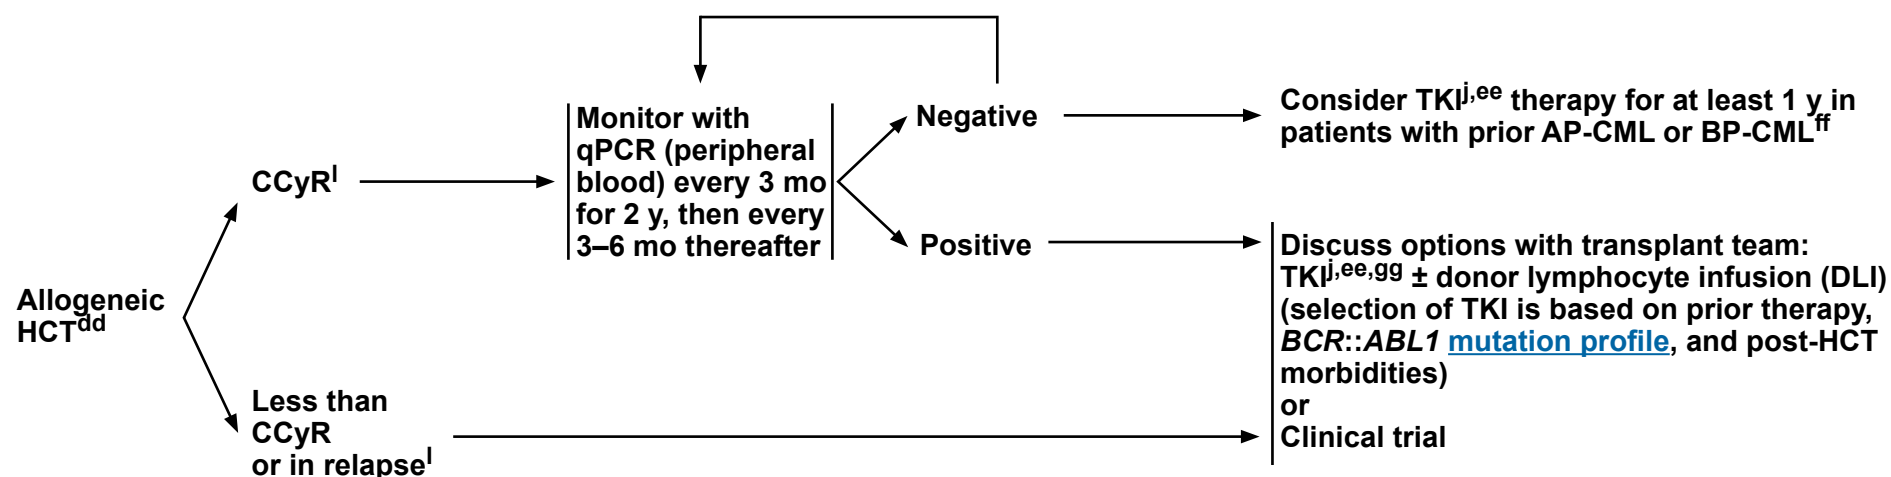 Allogeneic
HCTdd
CCyRl
Less than
CCyR
or in relapsel
Monitor with
qPCR (peripheral
blood) every 3 mo
for 2 y, then every
3–6 mo thereafter
Negative
Positive
Consider TKIj,ee therapy for at least 1 y in
patients with prior AP-CML or BP-CMLff
Discuss options with transplant team:
TKIj,ee,gg ± donor lymphocyte infusion (DLI)
(selection of TKI is based on prior therapy,
BCR::ABL1 mutation profile, and post-HCT
morbidities)
or
Clinical trial